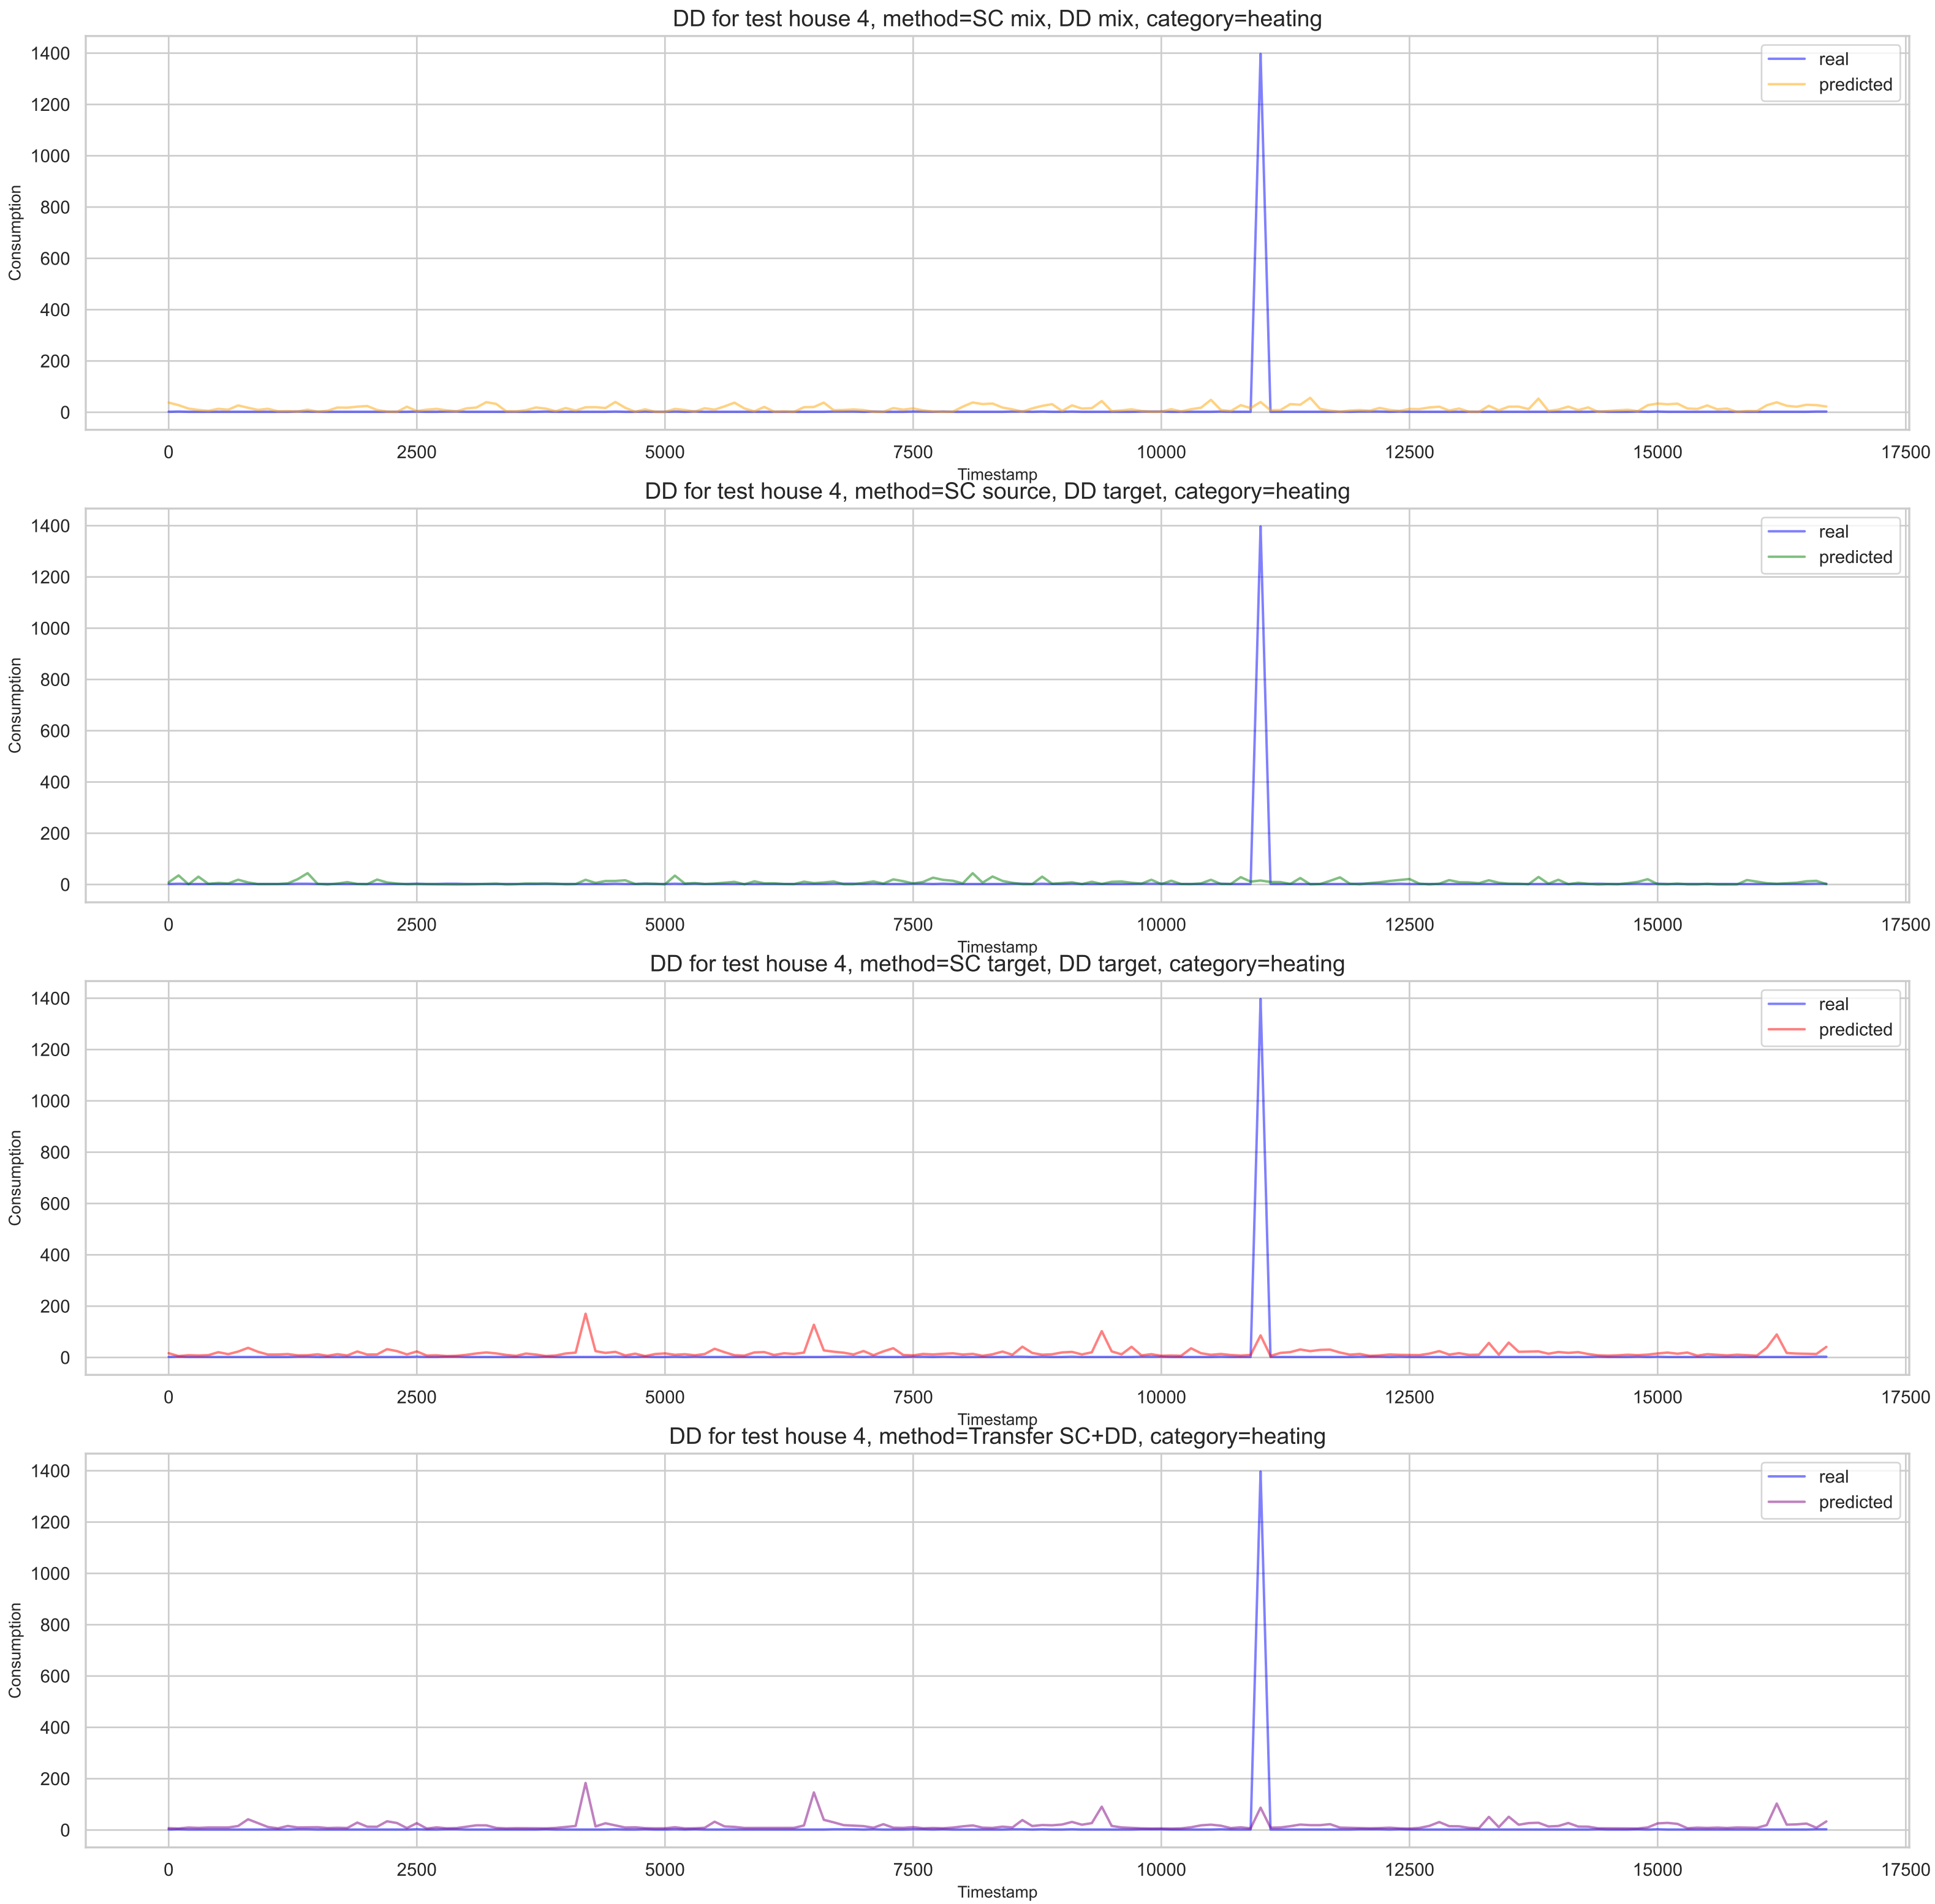 DD for test house 4, method=SC mix, DD mix, category=heating
1400
1200
1000
800
600
400
200
0
Consumption
real
predicted
0 2500 5000 7500 10000 12500 15000 17500
Timestamp
DD for test house 4, method=SC source, DD target, category=heating
1400
1200
1000
800
600
400
200
0
Consumption
real
predicted
0 2500 5000 7500 10000 12500 15000 17500
Timestamp
DD for test house 4, method=SC target, DD target, category=heating
1400
1200
1000
800
600
400
200
0
Consumption
real
predicted
0 2500 5000 7500 10000 12500 15000 17500
Timestamp
DD for test house 4, method=Transfer SC+DD, category=heating
1400
1200
1000
800
600
400
200
0
Consumption
real
predicted
0 2500 5000 7500 10000 12500 15000 17500
Timestamp